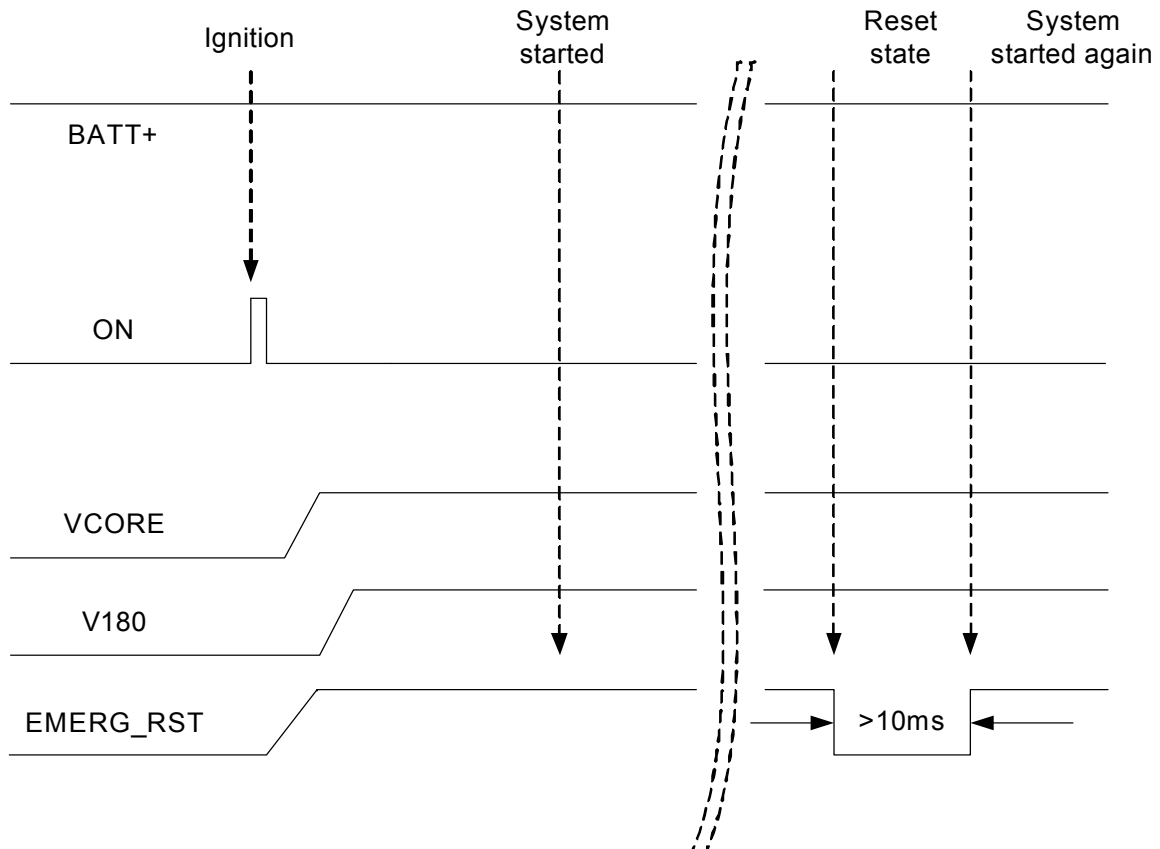 Ignition
System
started
Reset
state
System
started again
BATT+
ON
VCORE
V180
EMERG_RST
>10ms